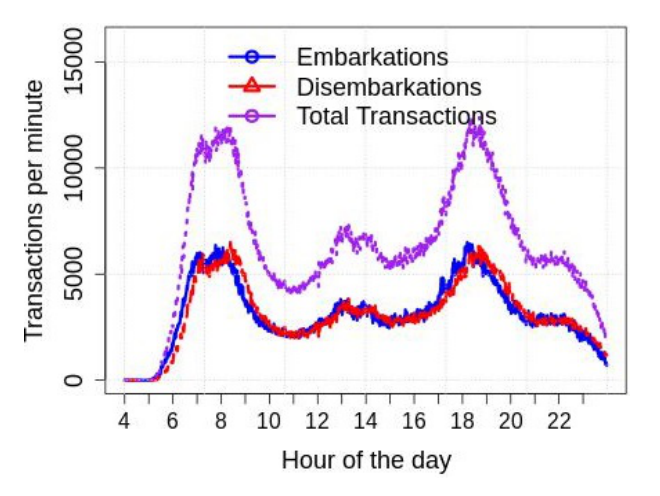 Embarkations
Disembarkations
Total Transactions
Transactions per minute
0
5000
10000
15000
4 6 8 10 12 14 16 18 20 22
Hour of the day